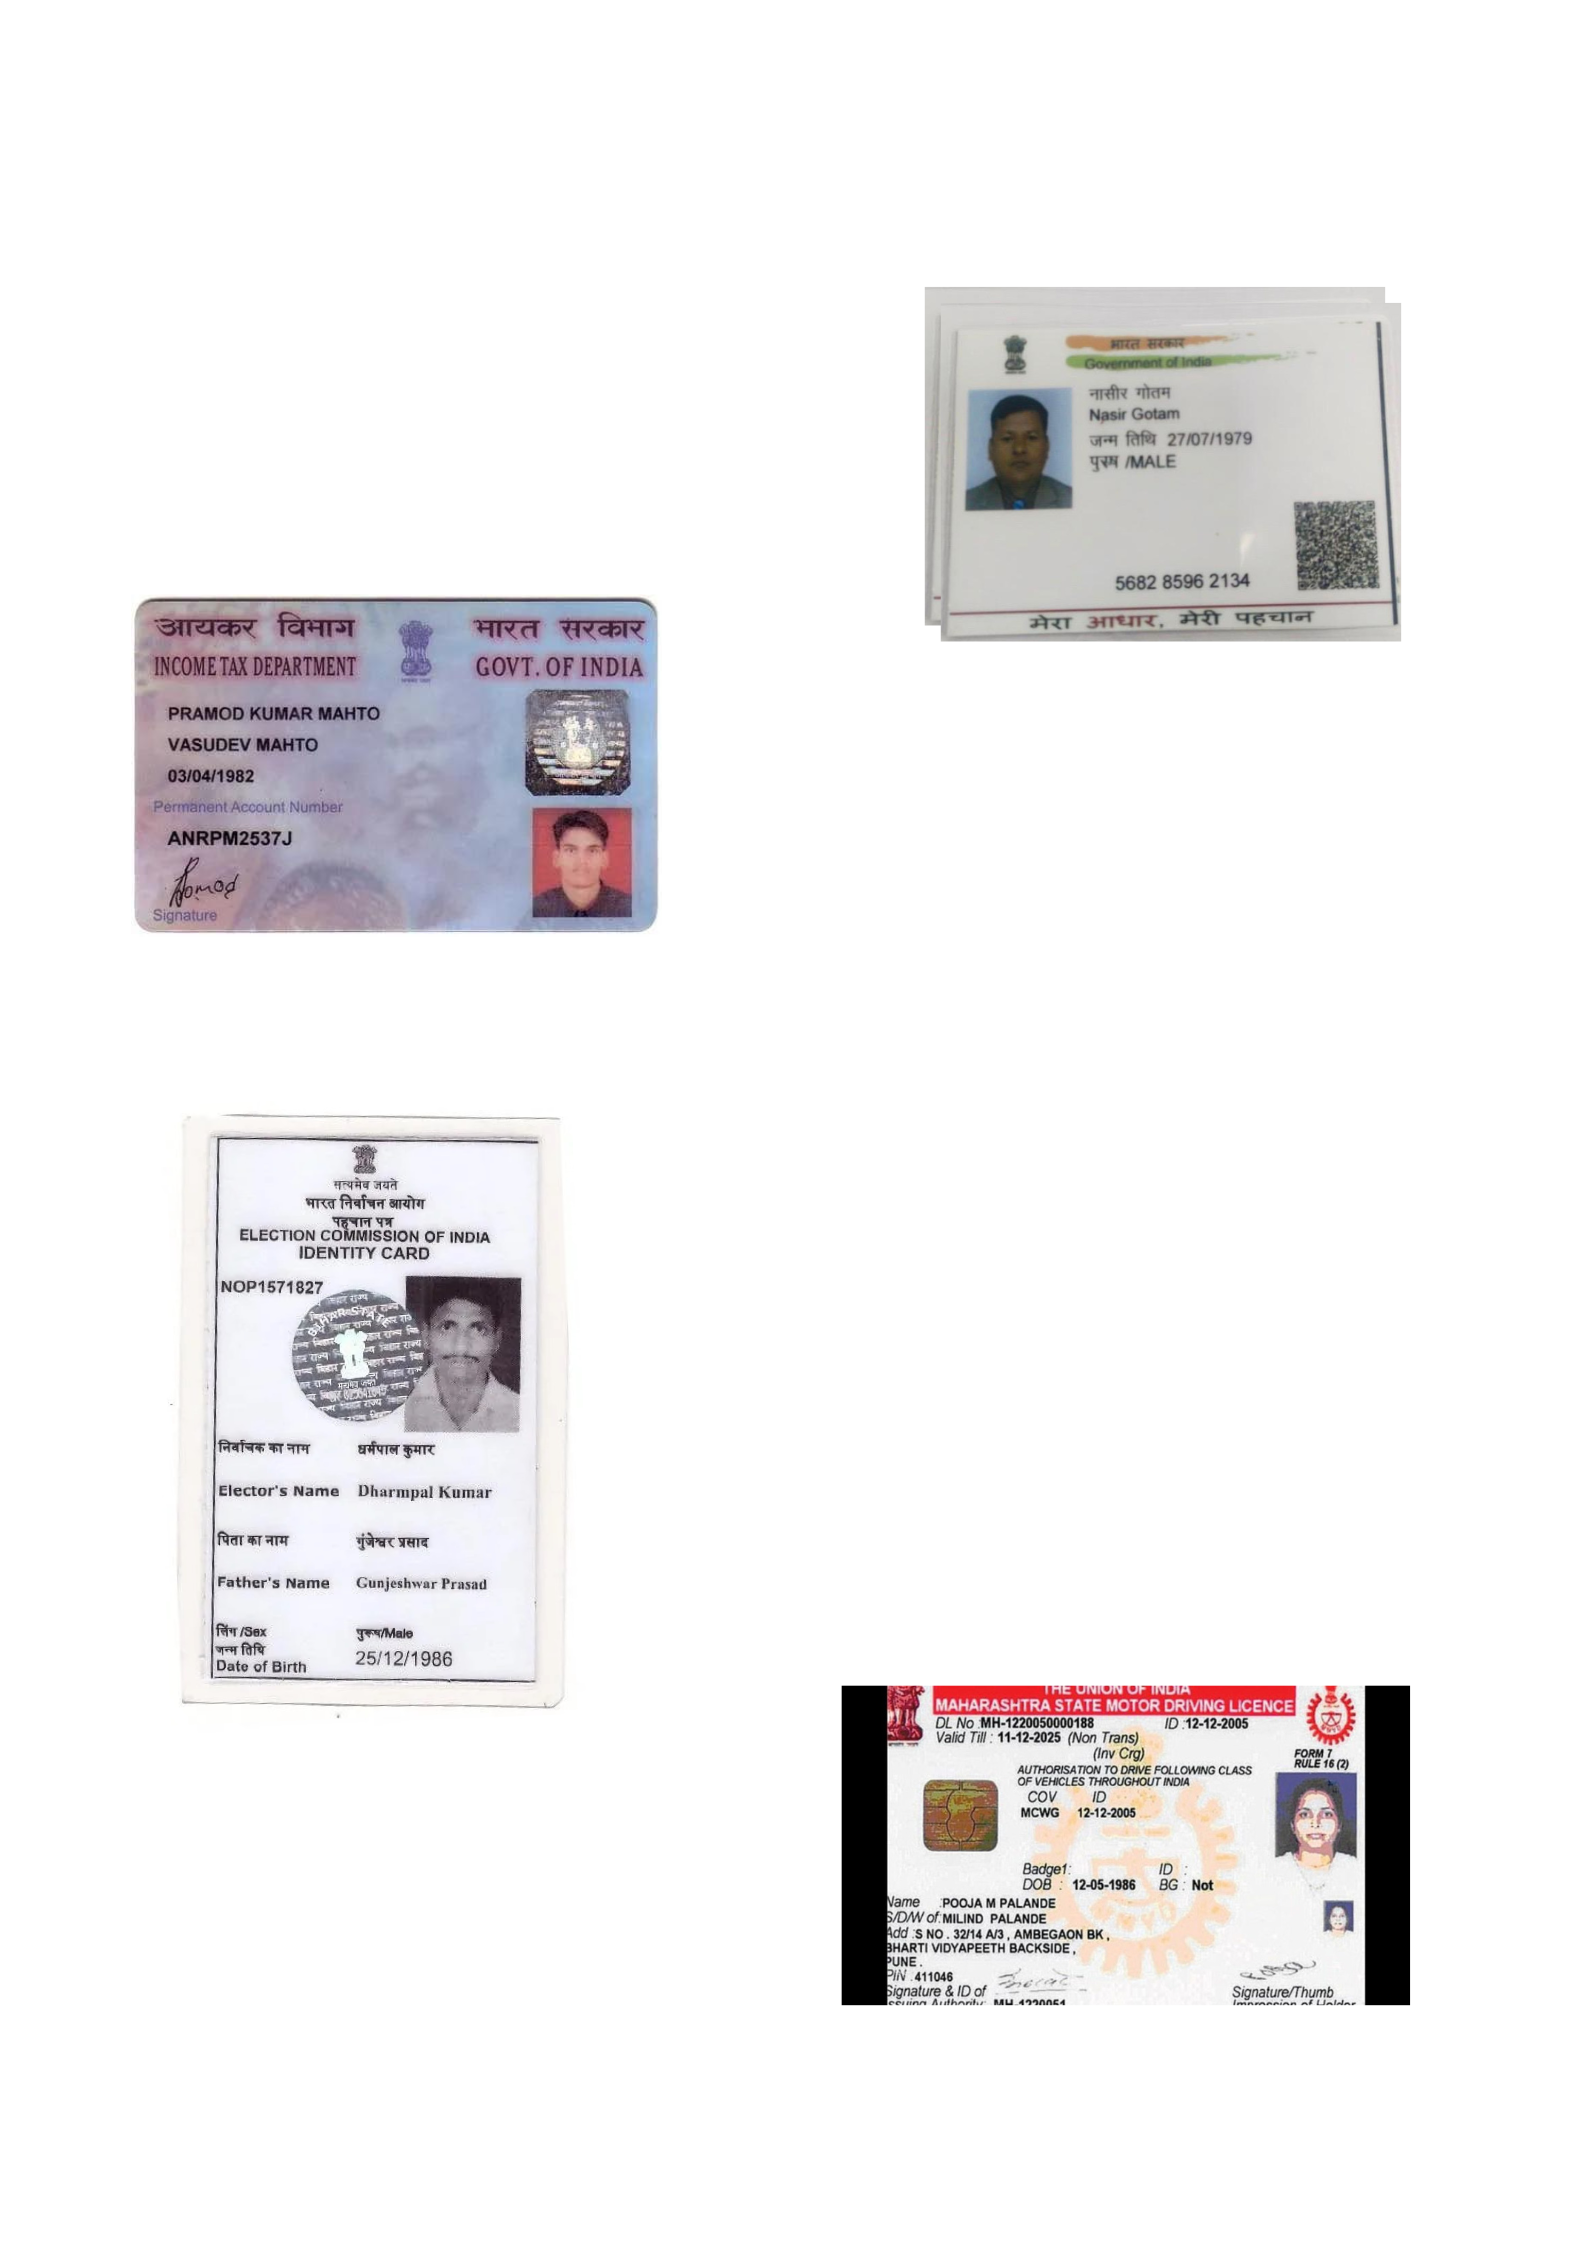 भारत सरकार
Government of India
नासीर गोतम
Nasir Gotam
जन्म तिथि 27/07/1979
पुरुष /MALE
5682 8596 2134
मेरा आधार, मेरी पहचान
आयकर विभाग भारत सरकार
INCOME TAX DEPARTMENT GOVT. OF INDIA
PRAMOD KUMAR MAHTO
VASUDEV MAHTO
03/04/1982
Permanent Account Number
ANRPM2537J
Signature
सत्यमेव जयते
भारत निर्वाचन आयोग
पहचान पत्र
ELECTION COMMISSION OF INDIA
IDENTITY CARD
NOP1571827
निर्वाचक का नाम धर्मपाल कुमार
Elector's Name Dharmpal Kumar
पिता का नाम गुंजेश्वर प्रसाद
Father's Name Gunjeshwar Prasad
लिंग /Sex पुरूष/Male
जन्म तिथि
Date of Birth 25/12/1986
THE UNION OF INDIA
MAHARASHTRA STATE MOTOR DRIVING LICENCE
DL No :MH-1220050000188 ID :12-12-2005
Valid Till : 11-12-2025 (Non Trans)
(Inv Crg)
FORM 7
RULE 16 (2)
AUTHORISATION TO DRIVE FOLLOWING CLASS
OF VEHICLES THROUGHOUT INDIA
COV ID
MCWG 12-12-2005
Badge1: ID :
DOB : 12-05-1986 BG : Not
Name :POOJA M PALANDE
S/D/W of:MILIND PALANDE
Add :S NO . 32/14 A/3 , AMBEGAON BK ,
BHARTI VIDYAPEETH BACKSIDE ,
PUNE .
PIN :411046
Signature & ID of
Issuing Authority: MH-1220051
Signature/Thumb
Impression of Holder